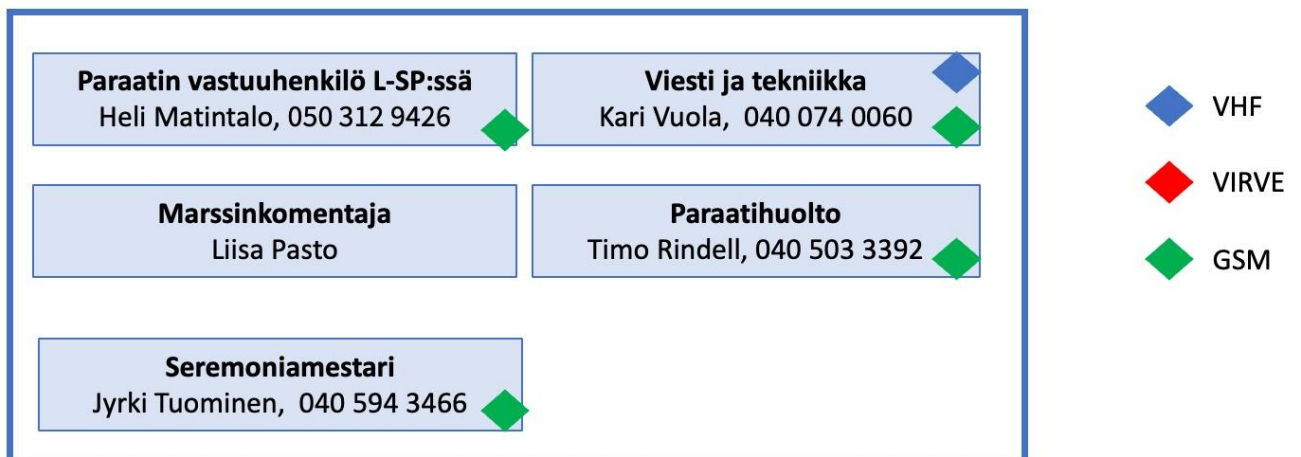 Paraatin vastuuhenkilö L-SP:ssä
Heli Matintalo, 050 312 9426
Viesti ja tekniikka
Kari Vuola, 040 074 0060
Marssinkomentaja
Liisa Pasto
Paraatihuolto
Timo Rindell, 040 503 3392
Seremoniamestari
Jyrki Tuominen, 040 594 3466
VHF
VIRVE
GSM